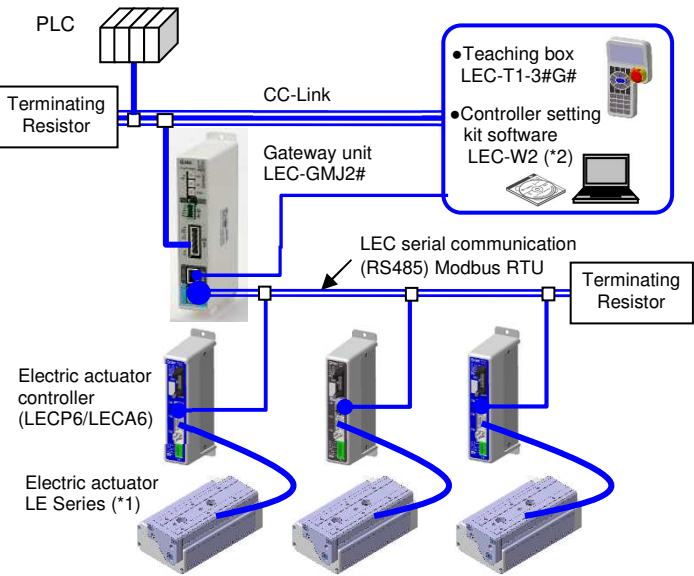 PLC
●Teaching box
LEC-T1-3#G#
Terminating
Resistor
CC-Link
●Controller setting
kit software
LEC-W2 (*2)
Gateway unit
LEC-GMJ2#
LEC serial communication
(RS485) Modbus RTU
Terminating
Resistor
Electric actuator
controller
(LECP6/LECA6)
Electric actuator
LE Series (*1)